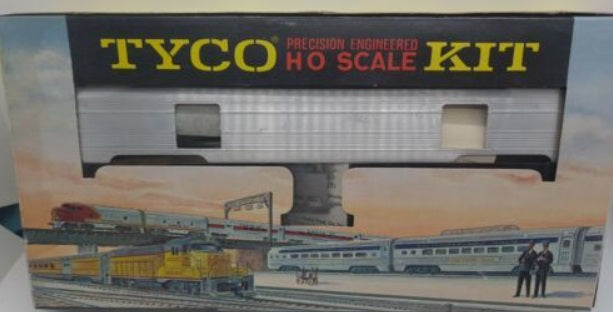 TYCO® PRECISION ENGINEERED HO SCALE KIT